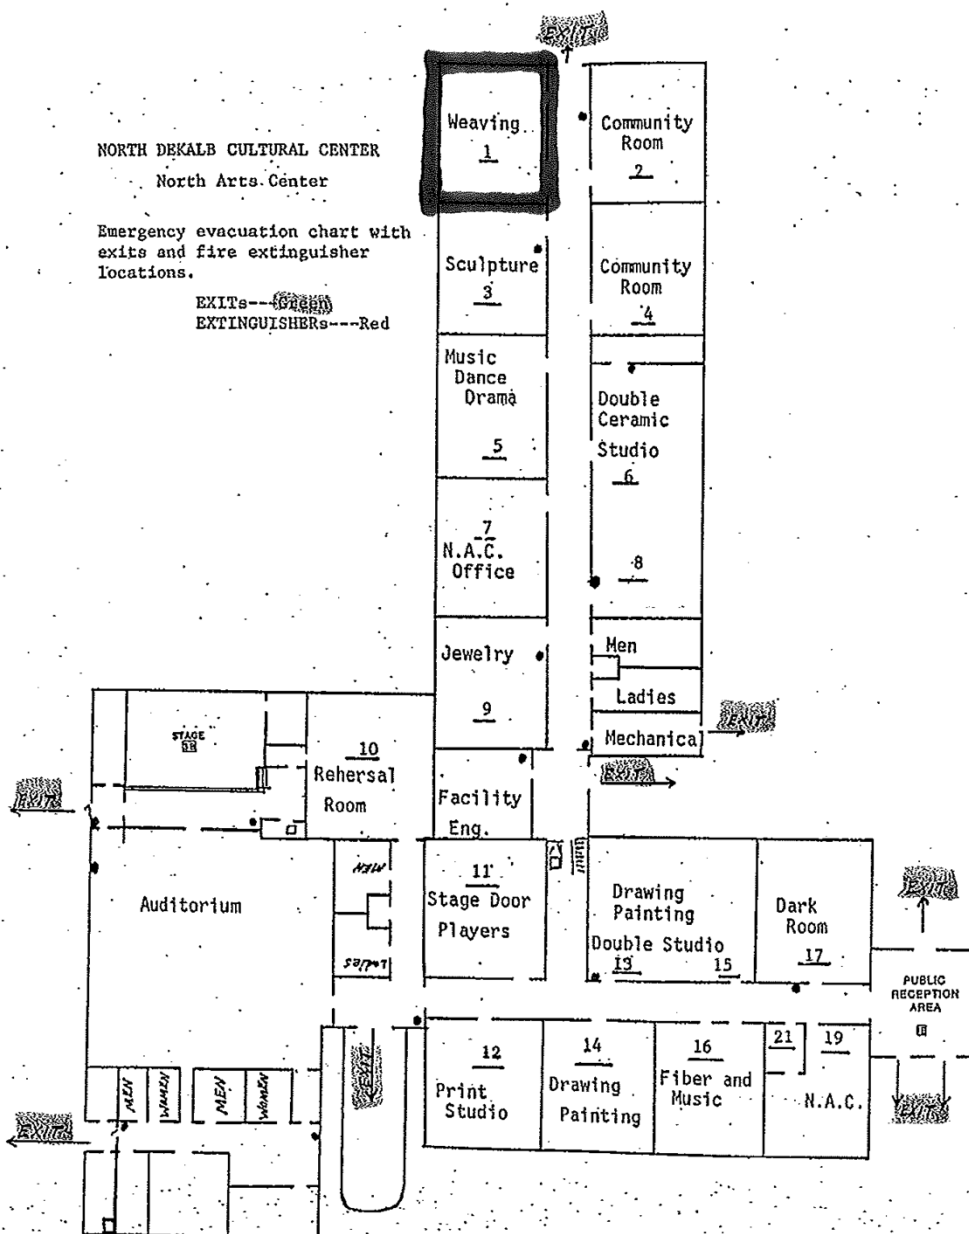 EXIT
NORTH DEKALB CULTURAL CENTER
North Arts Center
Emergency evacuation chart with
exits and fire extinguisher
locations.
EXITs---Green
EXTINGUISHERs---Red
Weaving
1
Community
Room
2
Sculpture
3
Community
Room
4
Music
Dance
Drama
5
Double
Ceramic
Studio
6
7
N.A.C.
Office
8
Jewelry
9
Men
Ladies
Mechanical
EXIT
EXIT
STAGE
10
Rehersal
Room
Facility
Eng.
EXIT
Auditorium
MEN
Ladies
11
Stage Door
Players
Drawing
Painting
Double Studio
13
15
Dark
Room
17
EXIT
PUBLIC
RECEPTION
AREA
EXIT
12
Print
Studio
14
Drawing
Painting
16
Fiber and
Music
21
19
N.A.C.
EXIT
MEN
WOMEN
MEN
WOMEN
EXIT